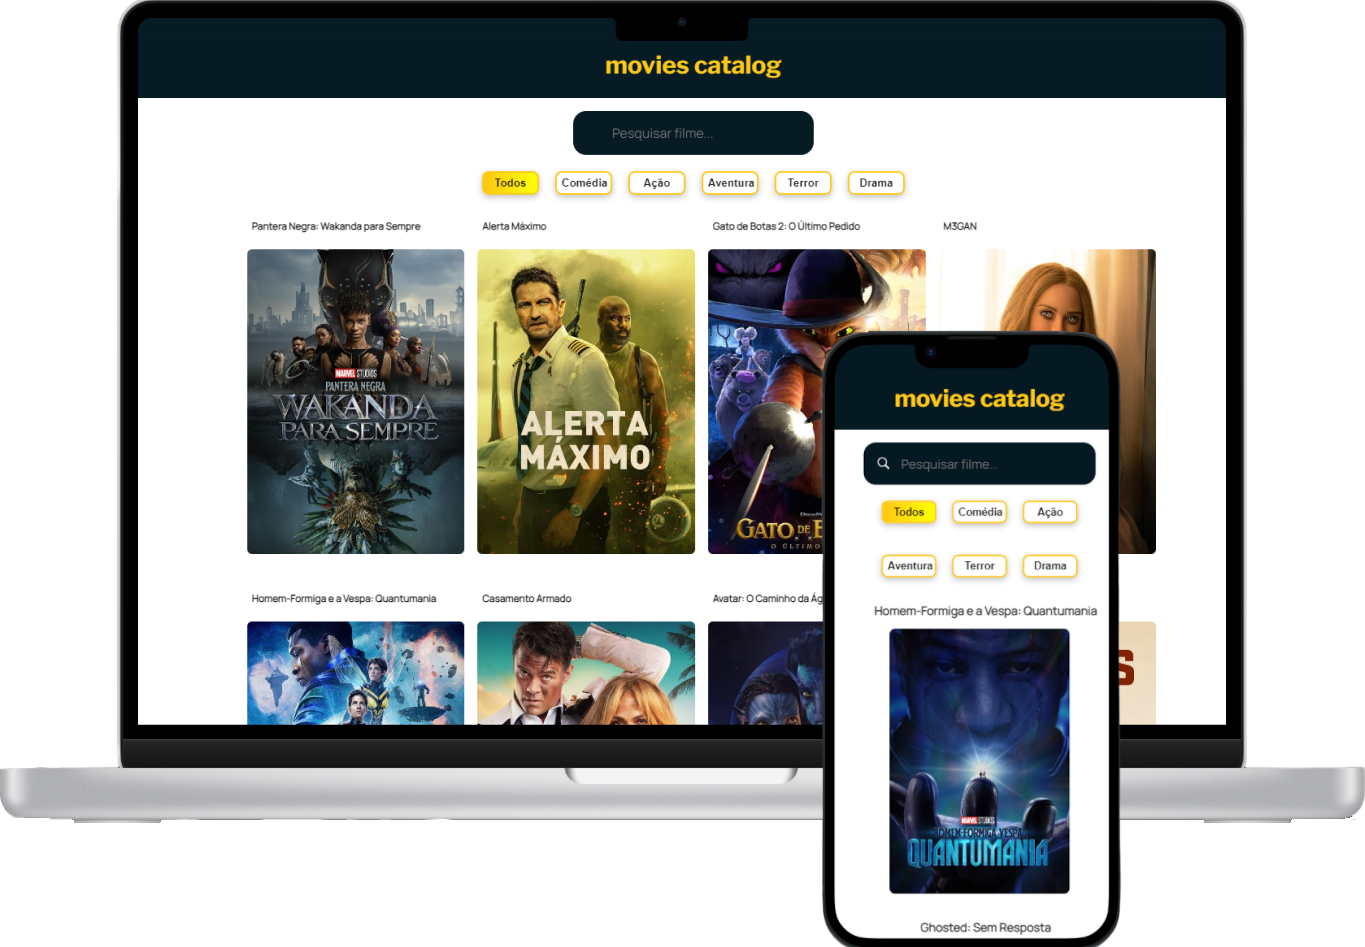 movies catalog
Pesquisar filme...
Todos Comédia Ação Aventura Terror Drama
Pantera Negra: Wakanda para Sempre
Alerta Máximo
Gato de Botas 2: O Último Pedido
M3GAN
MARVEL STUDIOS
PANTERA NEGRA
WAKANDA
PARA SEMPRE
ALERTA
MÁXIMO
GATO DE B
O ÚLTIMO
Homem-Formiga e a Vespa: Quantumania
Casamento Armado
Avatar: O Caminho da Ág
S
movies catalog
Pesquisar filme...
Todos Comédia Ação
Aventura Terror Drama
Homem-Formiga e a Vespa: Quantumania
MARVEL STUDIOS
HOMEM-FORMIGA VESPA
QUANTUMANIA
Ghosted: Sem Resposta